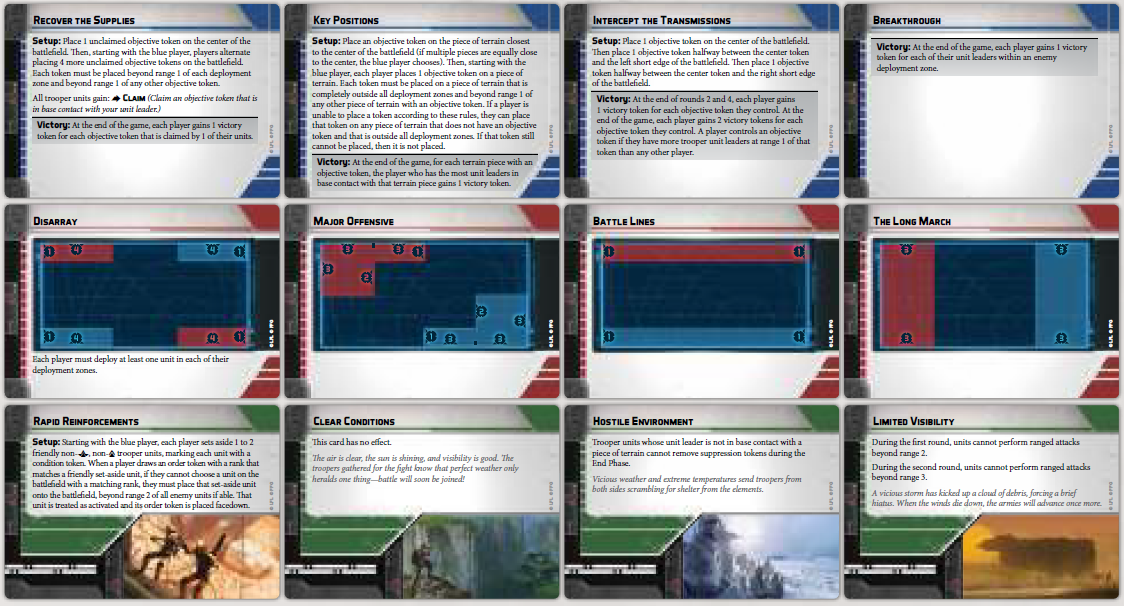 RECOVER THE SUPPLIES
Setup: Place 1 unclaimed objective token on the center of the
battlefield. Then, starting with the blue player, players alternate
placing 4 more unclaimed objective tokens on the battlefield.
Each token must be placed beyond range 1 of each deployment
zone and beyond range 1 of any other objective token.
All trooper units gain: CLAIM (Claim an objective token that is
in base contact with your unit leader.)
Victory: At the end of the game, each player gains 1 victory
token for each objective token that is claimed by 1 of their units.
KEY POSITIONS
Setup: Place an objective token on the piece of terrain closest
to the center of the battlefield (if multiple pieces are equally close
to the center, the blue player chooses). Then, starting with the
blue player, each player places 1 objective token on a piece of
terrain. Each token must be placed on a piece of terrain that is
completely outside all deployment zones and beyond range 1 of
any other piece of terrain with an objective token. If a player is
unable to place a token according to these rules, they can place
that token on any piece of terrain that does not have an objective
token and that is outside all deployment zones. If that token still
cannot be placed, then it is not placed.
Victory: At the end of the game, for each terrain piece with an
objective token, the player who has the most unit leaders in
base contact with that terrain piece gains 1 victory token.
INTERCEPT THE TRANSMISSIONS
Setup: Place 1 objective token on the center of the battlefield.
Then place 1 objective token halfway between the center token
and the left short edge of the battlefield. Then place 1 objective
token halfway between the center token and the right short edge
of the battlefield.
Victory: At the end of rounds 2 and 4, each player gains
1 victory token for each objective token they control. At the
end of the game, each player gains 2 victory tokens for each
objective token they control. A player controls an objective
token if they have more trooper unit leaders at range 1 of that
token than any other player.
BREAKTHROUGH
Victory: At the end of the game, each player gains 1 victory
token for each of their unit leaders within an enemy
deployment zone.
DISARRAY
Each player must deploy at least one unit in each of their
deployment zones.
MAJOR OFFENSIVE
BATTLE LINES
THE LONG MARCH
RAPID REINFORCEMENTS
Setup: Starting with the blue player, each player sets aside 1 to 2
friendly non-, non- trooper units, marking each unit with a
condition token. When a player draws an order token with a rank that
matches a friendly set-aside unit, if they cannot choose a unit on the
battlefield with a matching rank, they must place that set-aside unit
onto the battlefield, beyond range 2 of all enemy units if able. That
unit is treated as activated and its order token is placed facedown.
CLEAR CONDITIONS
This card has no effect.
The air is clear, the sun is shining, and visibility is good. The
troopers gathered for the fight know that perfect weather only
heralds one thing—battle will soon be joined!
HOSTILE ENVIRONMENT
Trooper units whose unit leader is not in base contact with a
piece of terrain cannot remove suppression tokens during the
End Phase.
Vicious weather and extreme temperatures send troopers from
both sides scrambling for shelter from the elements.
LIMITED VISIBILITY
During the first round, units cannot perform ranged attacks
beyond range 2.
During the second round, units cannot perform ranged attacks
beyond range 3.
A vicious storm has kicked up a cloud of debris, forcing a brief
hiatus. When the winds die down, the armies will advance once more.